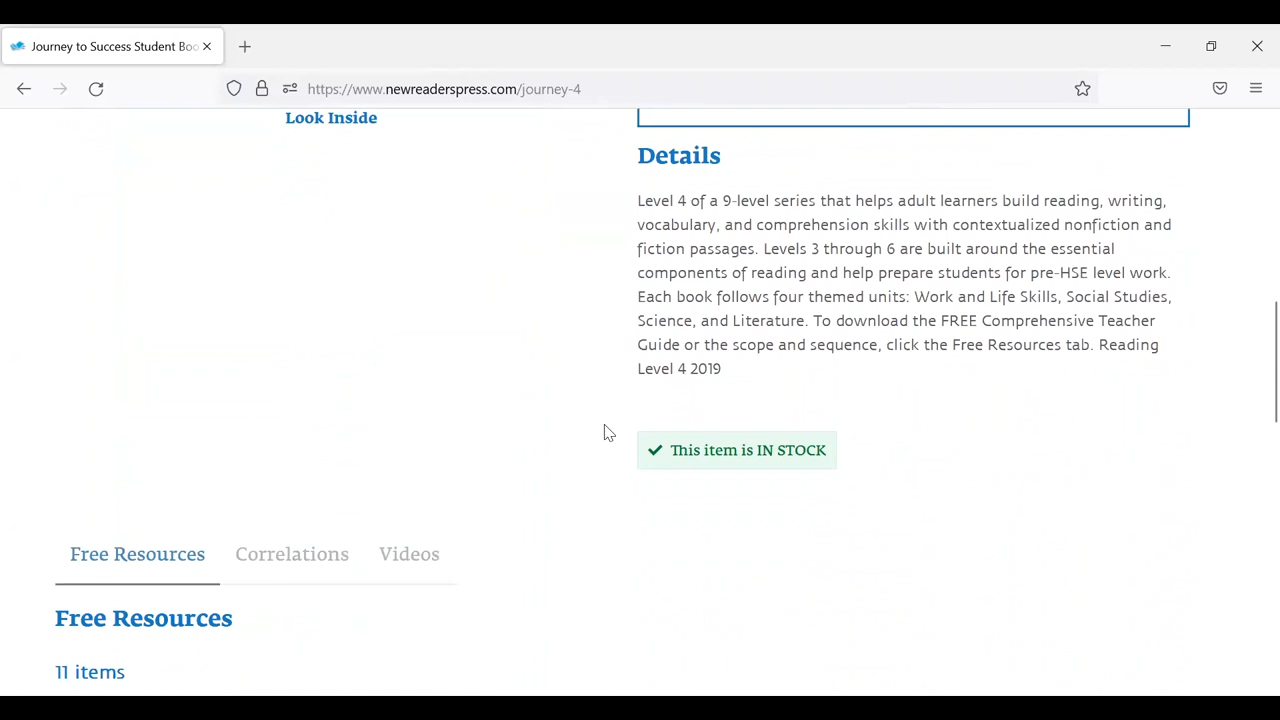 Journey to Success Student Boo
https://www.newreaderspress.com/journey-4
Look Inside
Details
Level 4 of a 9-level series that helps adult learners build reading, writing,
vocabulary, and comprehension skills with contextualized nonfiction and
fiction passages. Levels 3 through 6 are built around the essential
components of reading and help prepare students for pre-HSE level work.
Each book follows four themed units: Work and Life Skills, Social Studies,
Science, and Literature. To download the FREE Comprehensive Teacher
Guide or the scope and sequence, click the Free Resources tab. Reading
Level 4 2019
This item is IN STOCK
Free Resources Correlations Videos
Free Resources
11 items